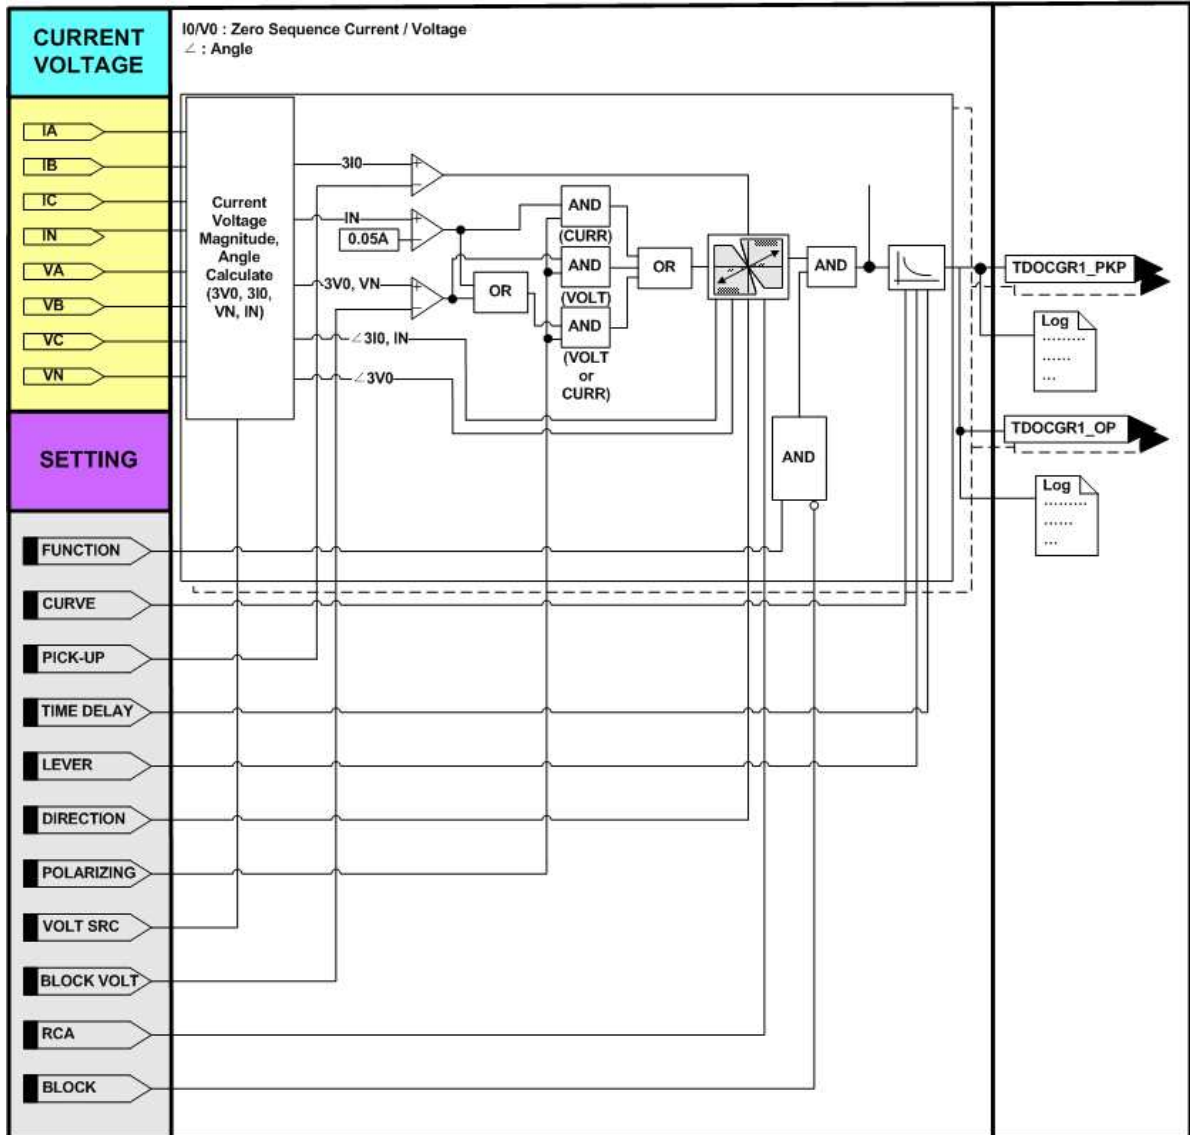 CURRENT
VOLTAGE
I0/V0 : Zero Sequence Current / Voltage
∠ : Angle
IA
IB
IC
IN
VA
VB
VC
VN
Current
Voltage
Magnitude,
Angle
Calculate
(3V0, 3I0,
VN, IN)
3I0
+
−
IN
+
0.05A
−
3V0, VN
+
−
∠3I0, IN
∠3V0
OR
AND
(CURR)
AND
(VOLT)
AND
(VOLT
or
CURR)
OR
AND
AND
TDOCGR1_PKP
Log
.........
......
...
TDOCGR1_OP
Log
.........
......
...
SETTING
FUNCTION
CURVE
PICK-UP
TIME DELAY
LEVER
DIRECTION
POLARIZING
VOLT SRC
BLOCK VOLT
RCA
BLOCK